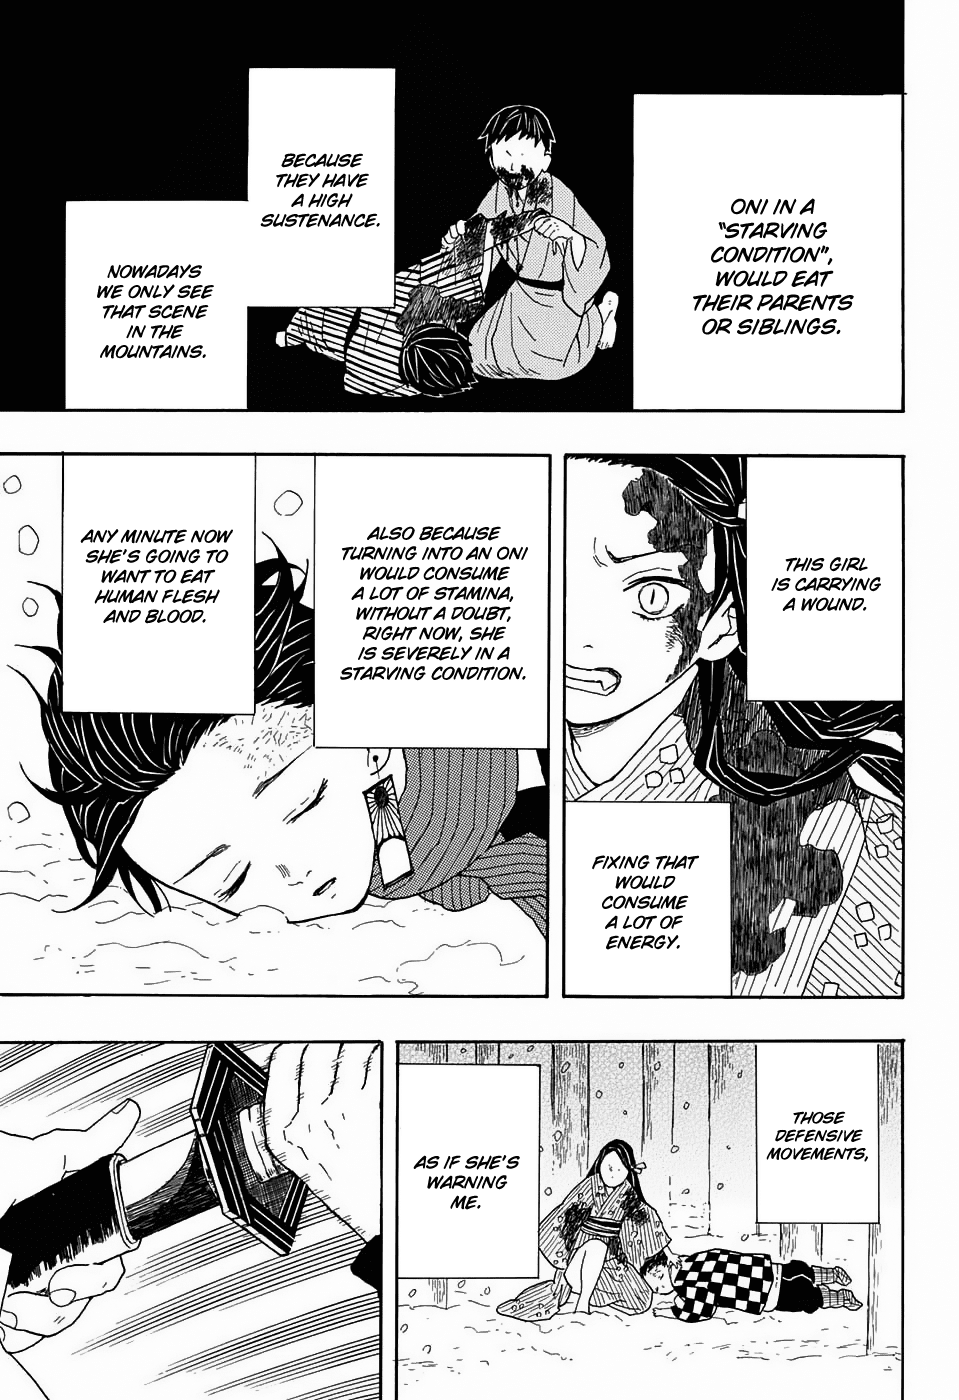 ONI IN A
"STARVING
CONDITION",
WOULD EAT
THEIR PARENTS
OR SIBLINGS.
BECAUSE
THEY HAVE
A HIGH
SUSTENANCE.
NOWADAYS
WE ONLY SEE
THAT SCENE
IN THE
MOUNTAINS.
THIS GIRL
IS CARRYING
A WOUND.
FIXING THAT
WOULD
CONSUME
A LOT OF
ENERGY.
ALSO BECAUSE
TURNING INTO AN ONI
WOULD CONSUME
A LOT OF STAMINA,
WITHOUT A DOUBT,
RIGHT NOW, SHE
IS SEVERELY IN A
STARVING CONDITION.
ANY MINUTE NOW
SHE'S GOING TO
WANT TO EAT
HUMAN FLESH
AND BLOOD.
THOSE
DEFENSIVE
MOVEMENTS,
AS IF SHE'S
WARNING
ME.